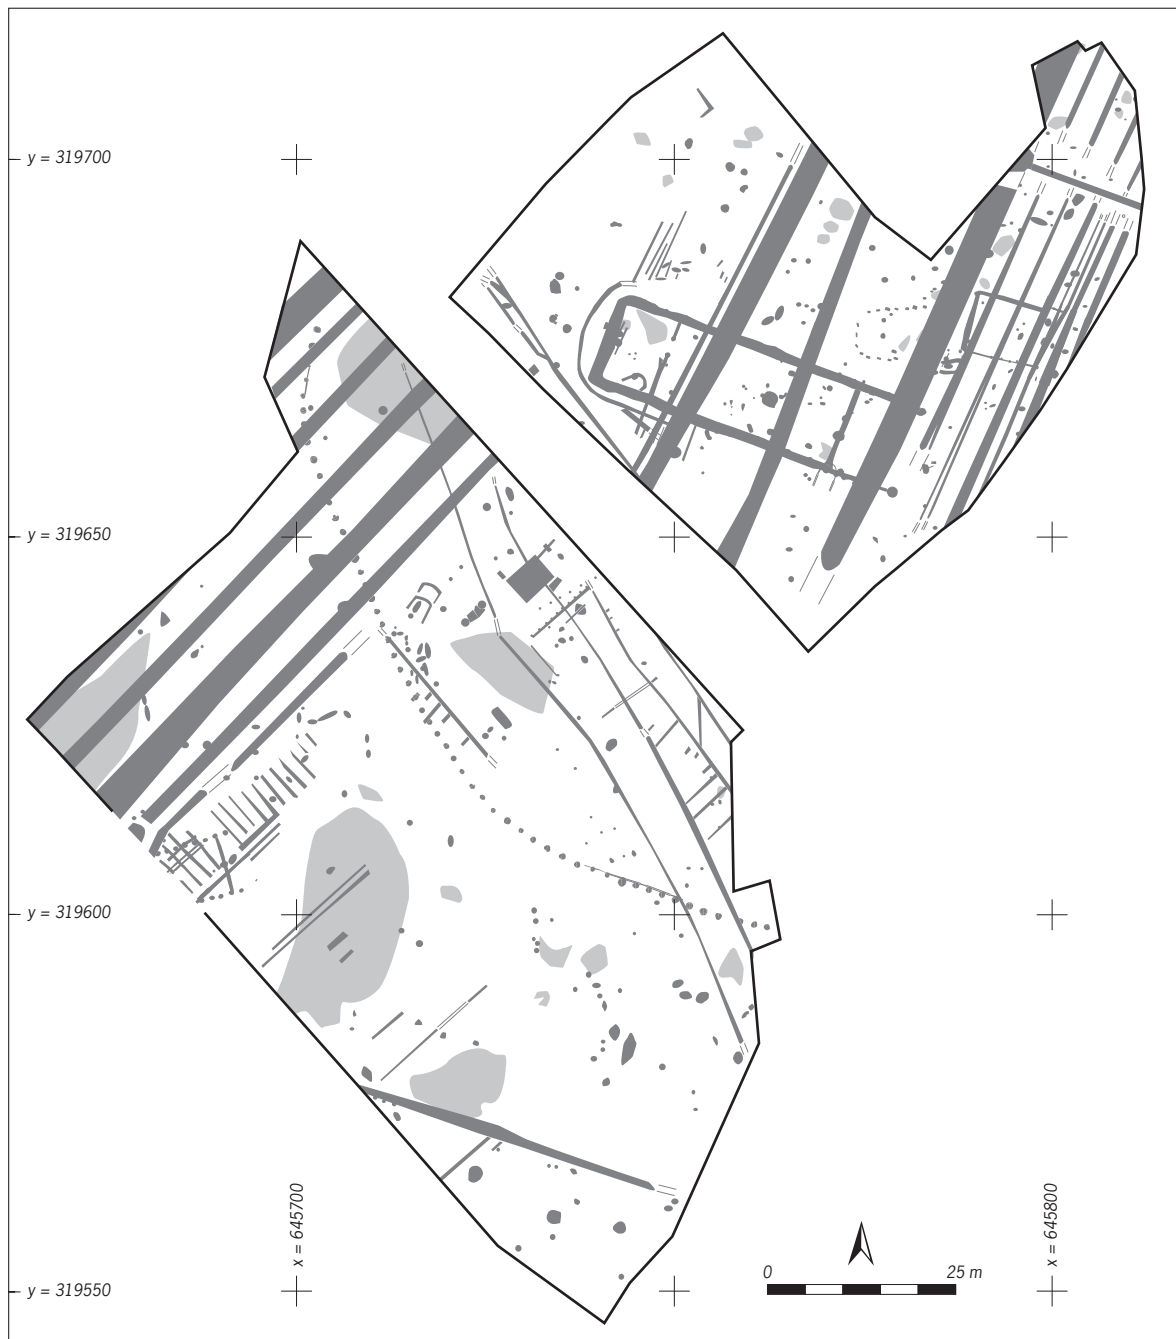 y = 319700
y = 319650
y = 319600
x = 645700
x = 645800
0 25 m
y = 319550